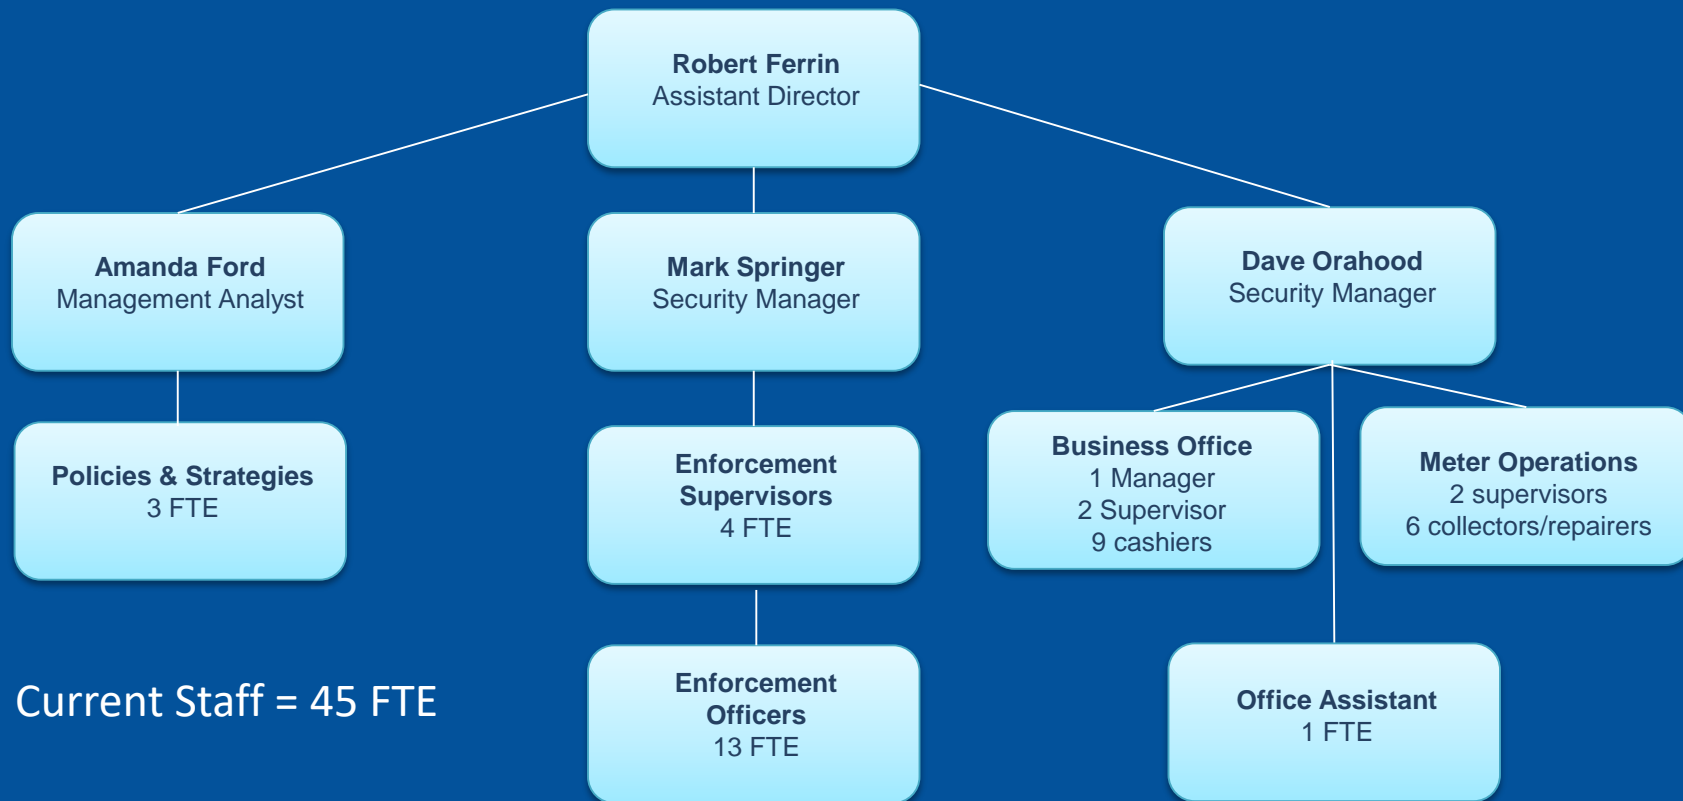 Robert Ferrin
Assistant Director
Amanda Ford
Management Analyst
Mark Springer
Security Manager
Dave Orahood
Security Manager
Policies & Strategies
3 FTE
Enforcement
Supervisors
4 FTE
Business Office
1 Manager
2 Supervisor
9 cashiers
Meter Operations
2 supervisors
6 collectors/repairers
Enforcement
Officers
13 FTE
Office Assistant
1 FTE
Current Staff = 45 FTE